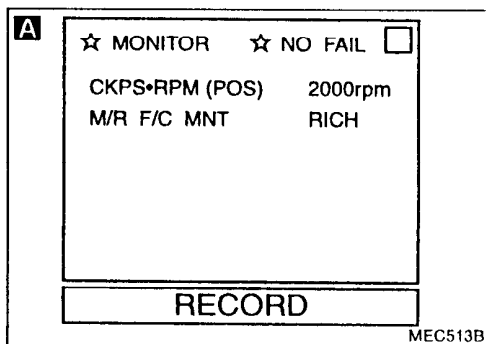 A
☆ MONITOR ☆ NO FAIL
CKPS•RPM (POS) 2000rpm
M/R F/C MNT RICH
RECORD
MEC513B